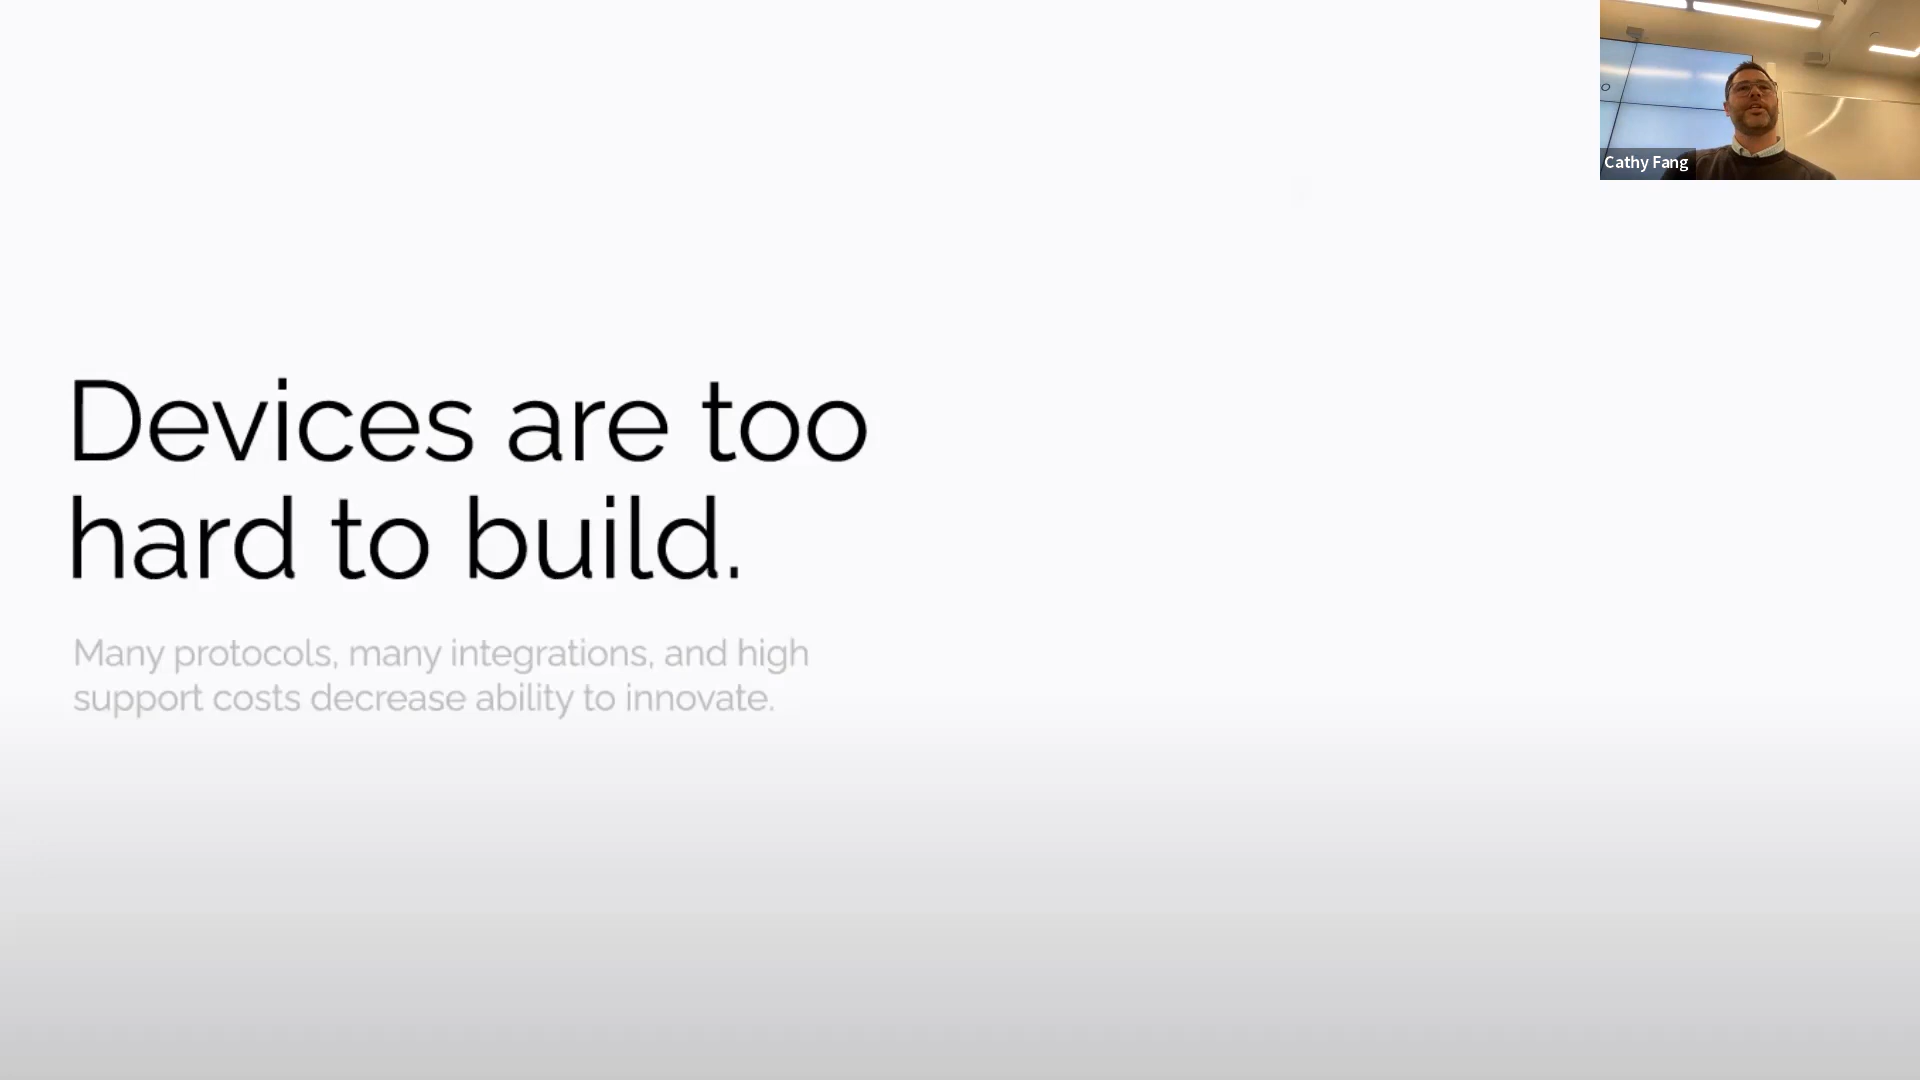 Devices are too
hard to build.
Many protocols, many integrations, and high
support costs decrease ability to innovate.
Cathy Fang